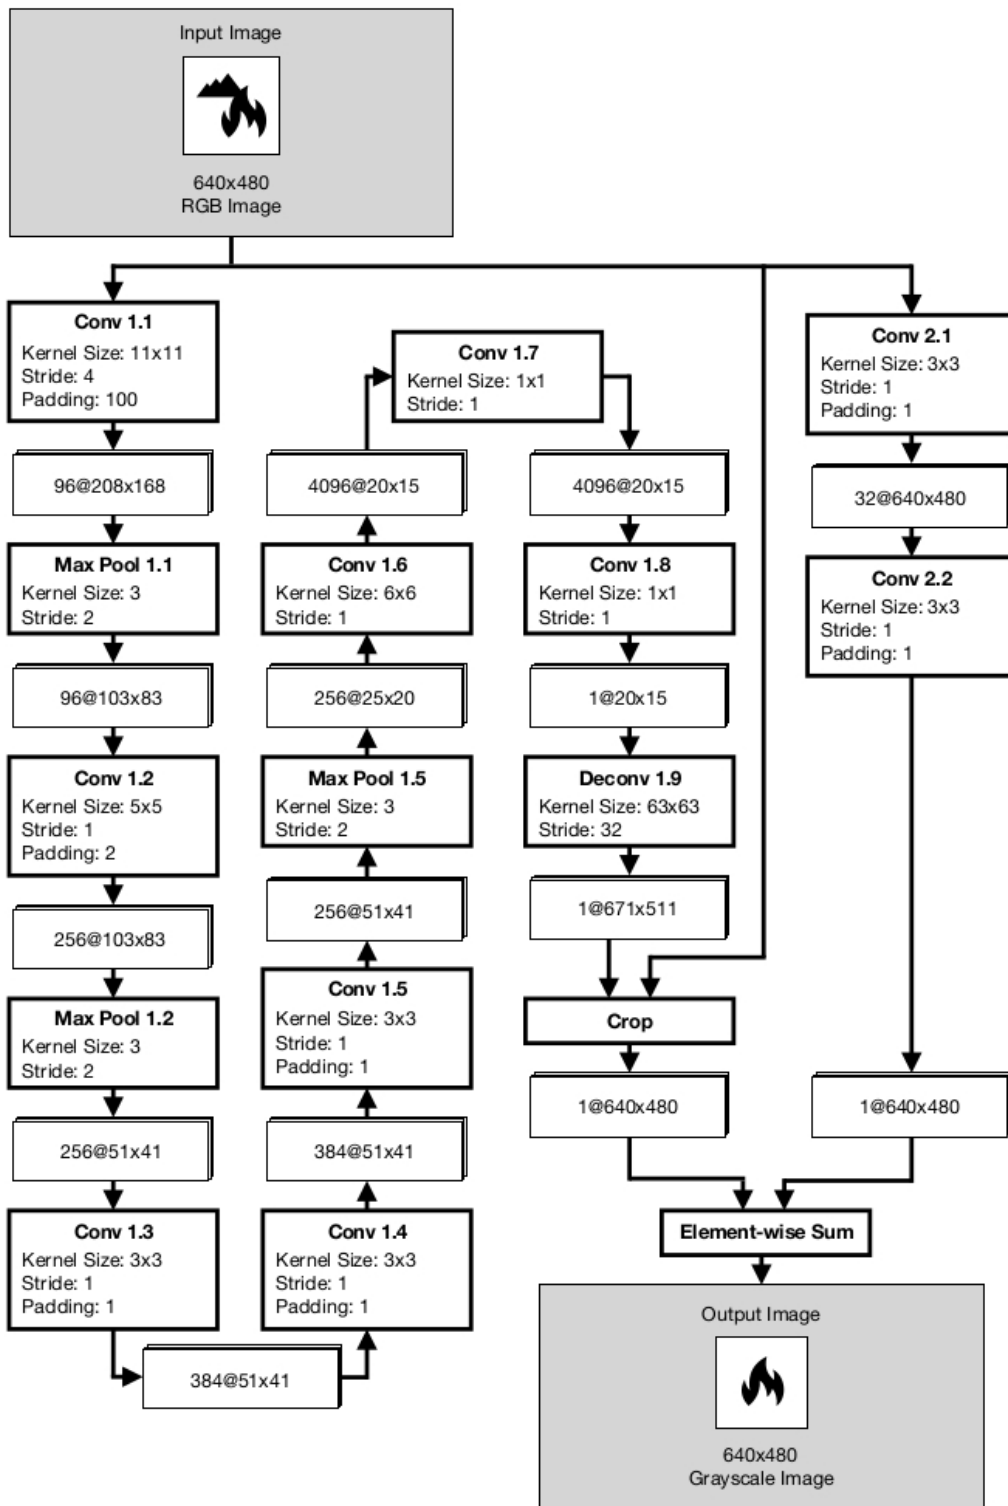 Input Image
640x480
RGB Image
Conv 1.1
Kernel Size: 11x11
Stride: 4
Padding: 100
96@208x168
Max Pool 1.1
Kernel Size: 3
Stride: 2
96@103x83
Conv 1.2
Kernel Size: 5x5
Stride: 1
Padding: 2
256@103x83
Max Pool 1.2
Kernel Size: 3
Stride: 2
256@51x41
Conv 1.3
Kernel Size: 3x3
Stride: 1
Padding: 1
384@51x41
Conv 1.4
Kernel Size: 3x3
Stride: 1
Padding: 1
384@51x41
Conv 1.5
Kernel Size: 3x3
Stride: 1
Padding: 1
256@51x41
Max Pool 1.5
Kernel Size: 3
Stride: 2
256@25x20
Conv 1.6
Kernel Size: 6x6
Stride: 1
4096@20x15
Conv 1.7
Kernel Size: 1x1
Stride: 1
4096@20x15
Conv 1.8
Kernel Size: 1x1
Stride: 1
1@20x15
Deconv 1.9
Kernel Size: 63x63
Stride: 32
1@671x511
Crop
1@640x480
Conv 2.1
Kernel Size: 3x3
Stride: 1
Padding: 1
32@640x480
Conv 2.2
Kernel Size: 3x3
Stride: 1
Padding: 1
1@640x480
Element-wise Sum
Output Image
640x480
Grayscale Image